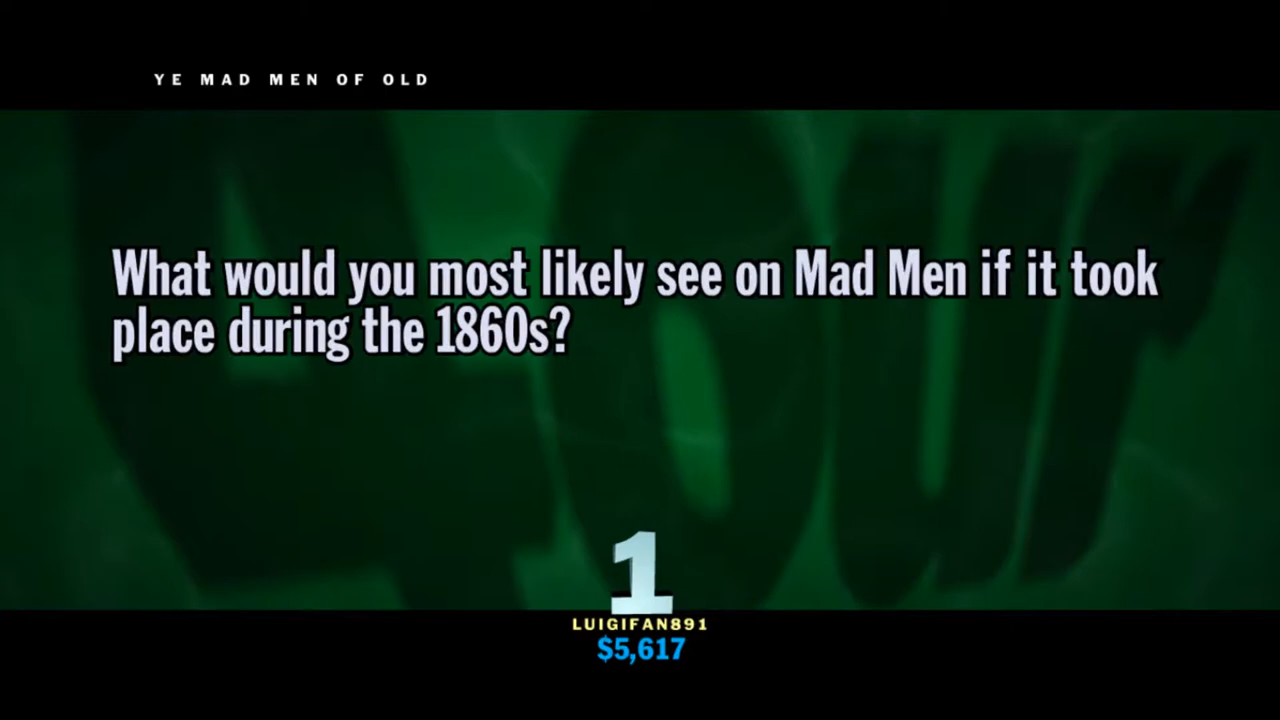 YE MAD MEN OF OLD
What would you most likely see on Mad Men if it took
place during the 1860s?
1
LUIGIFAN891
$5,617